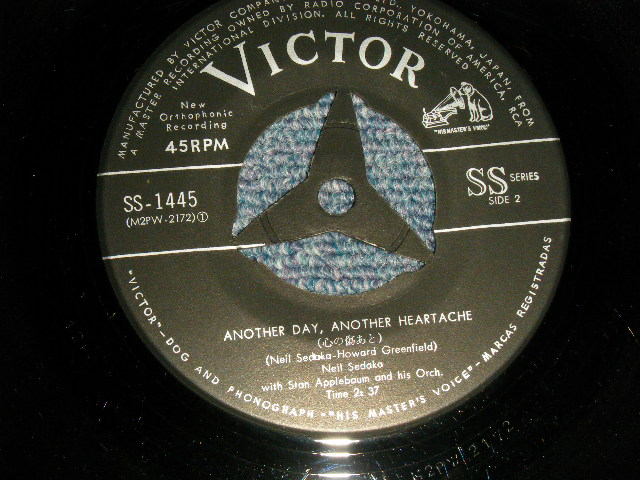 MANUFACTURED BY VICTOR COMPANY LTD., YOKOHAMA, JAPAN, FROM
A MASTER RECORDING OWNED BY RADIO CORPORATION OF AMERICA, RCA
INTERNATIONAL DIVISION. ALL RIGHTS RESERVED
VICTOR
"HIS MASTER'S VOICE"
New
Orthophonic
Recording
45RPM
SS-1445
(M2PW-2172)①
SS SERIES
SIDE 2
ANOTHER DAY, ANOTHER HEARTACHE
(心の傷あと)
(Neil Sedaka-Howard Greenfield)
Neil Sedaka
with Stan Applebaum and his Orch.
Time 2:37
"VICTOR"—DOG AND PHONOGRAPH—"HIS MASTER'S VOICE"—MARCAS REGISTRADAS